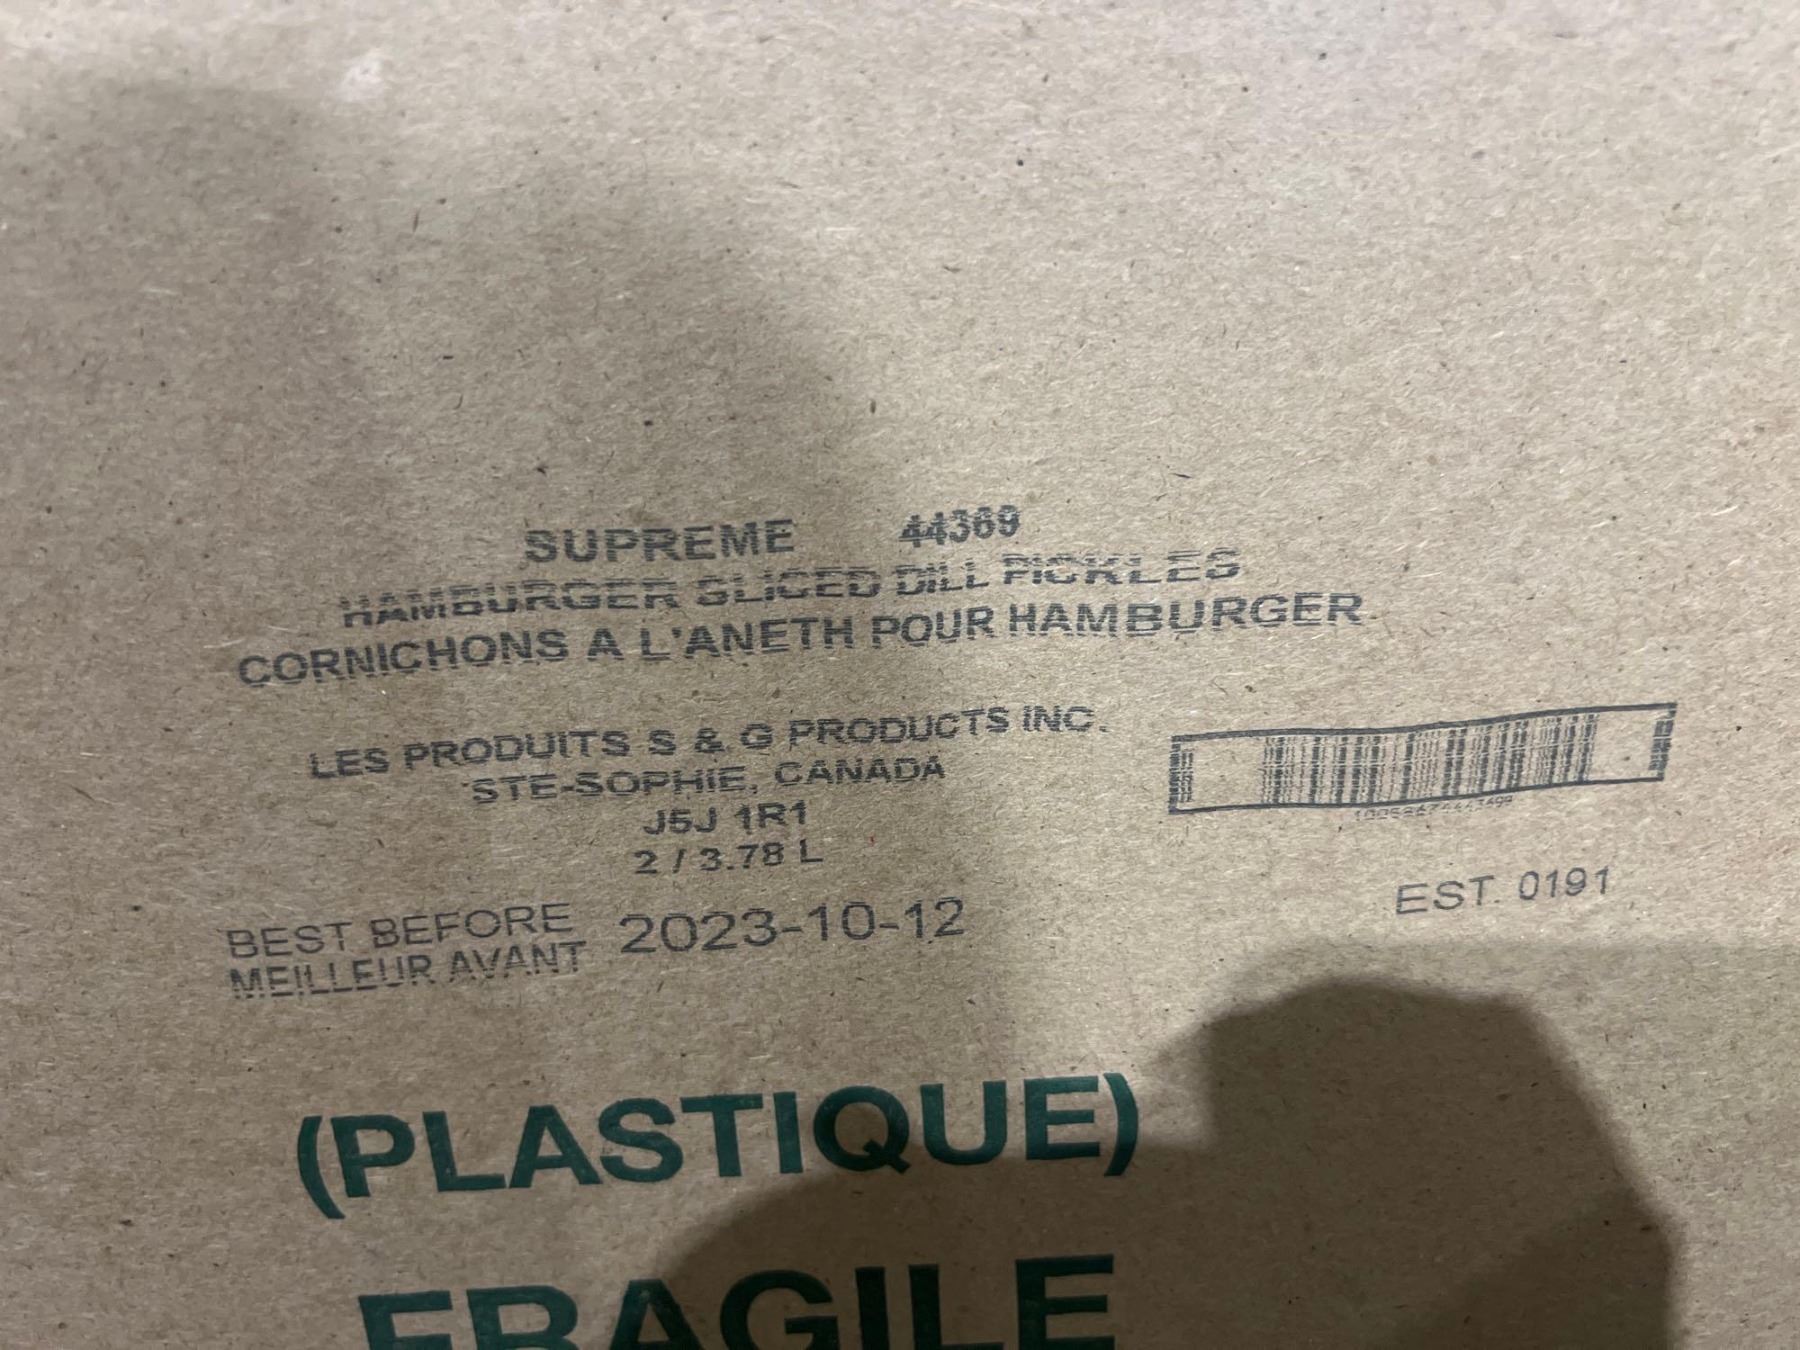 SUPREME 44369
HAMBURGER SLICED DILL PICKLES
CORNICHONS A L'ANETH POUR HAMBURGER
LES PRODUITS S & G PRODUCTS INC.
STE-SOPHIE, CANADA
J5J 1R1
2 / 3.78 L
EST. 0191
BEST BEFORE
MEILLEUR AVANT
2023-10-12
(PLASTIQUE)
FRAGILE